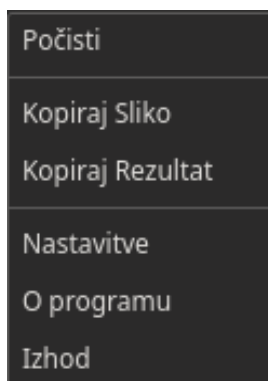 Počisti
Kopiraj Sliko
Kopiraj Rezultat
Nastavitve
O programu
Izhod